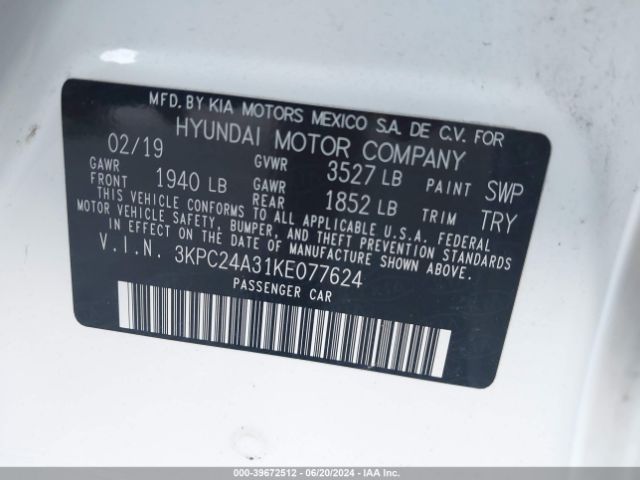 MFD. BY KIA MOTORS MEXICO S.A. DE C.V. FOR
HYUNDAI MOTOR COMPANY
02/19 GVWR 3527 LB PAINT SWP
GAWR FRONT 1940 LB GAWR REAR 1852 LB TRIM TRY
THIS VEHICLE CONFORMS TO ALL APPLICABLE U.S.A. FEDERAL
MOTOR VEHICLE SAFETY, BUMPER, AND THEFT PREVENTION STANDARDS
IN EFFECT ON THE DATE OF MANUFACTURE SHOWN ABOVE.
V.I.N. 3KPC24A31KE077624
PASSENGER CAR
000-39672512 - 06/20/2024 - IAAI.COM